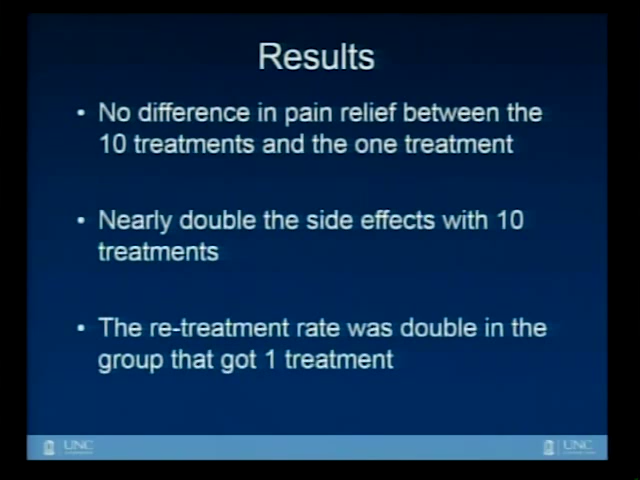 Results
• No difference in pain relief between the
10 treatments and the one treatment
• Nearly double the side effects with 10
treatments
• The re-treatment rate was double in the
group that got 1 treatment
UNC
UNC